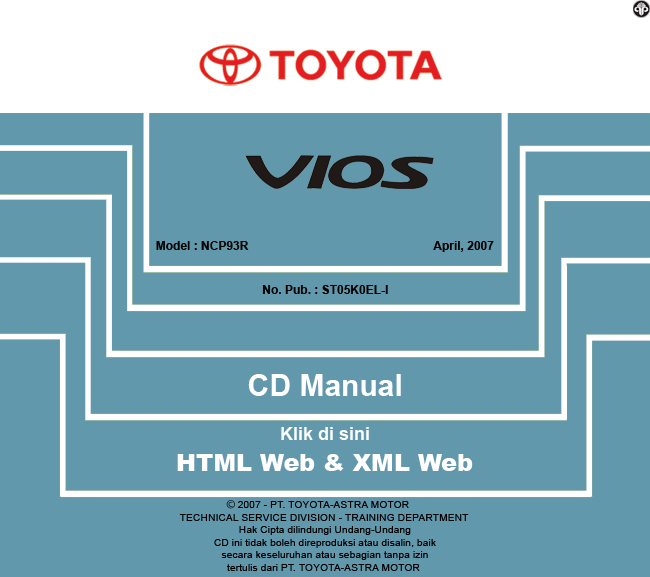 TOYOTA
VIOS
Model : NCP93R
April, 2007
No. Pub. : ST05K0EL-I
CD Manual
Klik di sini
HTML Web & XML Web
© 2007 - PT. TOYOTA-ASTRA MOTOR
TECHNICAL SERVICE DIVISION - TRAINING DEPARTMENT
Hak Cipta dilindungi Undang-Undang
CD ini tidak boleh direproduksi atau disalin, baik
secara keseluruhan atau sebagian tanpa izin
tertulis dari PT. TOYOTA-ASTRA MOTOR